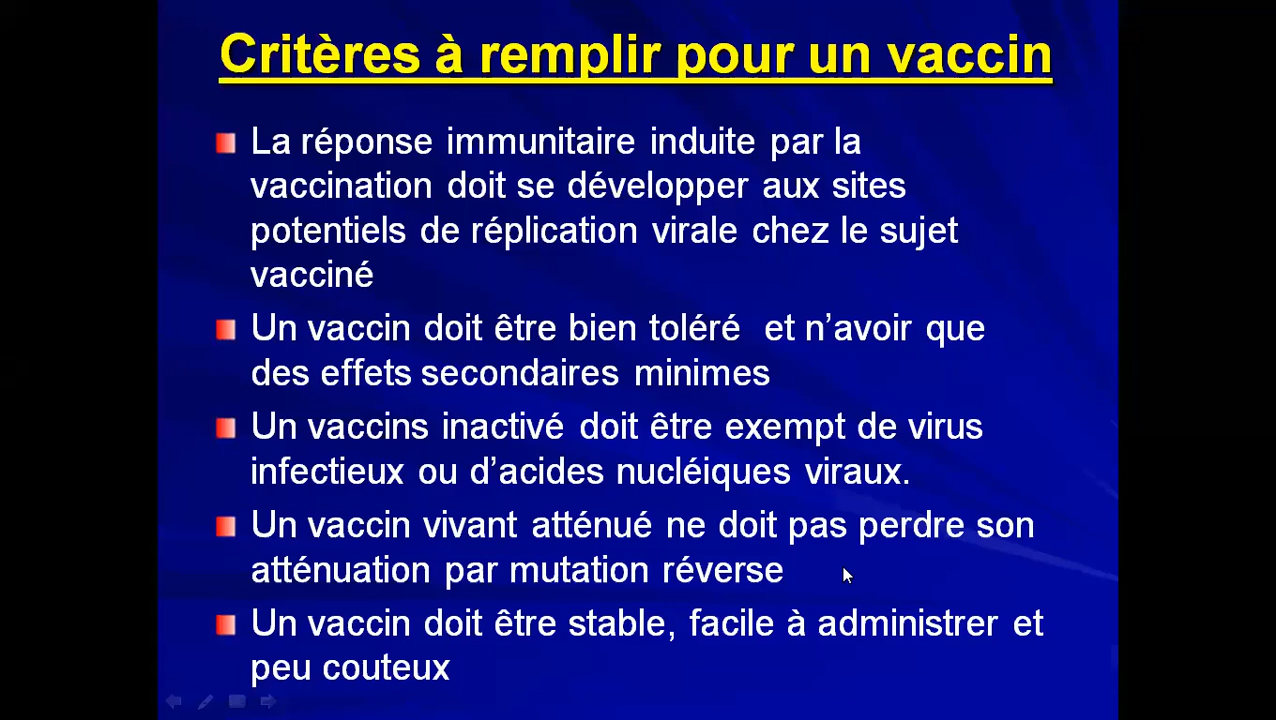 Critères à remplir pour un vaccin
La réponse immunitaire induite par la
vaccination doit se développer aux sites
potentiels de réplication virale chez le sujet
vacciné
Un vaccin doit être bien toléré et n’avoir que
des effets secondaires minimes
Un vaccins inactivé doit être exempt de virus
infectieux ou d’acides nucléiques viraux.
Un vaccin vivant atténué ne doit pas perdre son
atténuation par mutation réverse
Un vaccin doit être stable, facile à administrer et
peu couteux